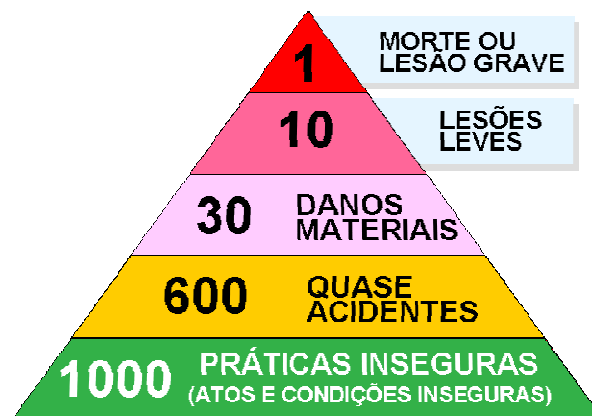 1
MORTE OU
LESÃO GRAVE
10
LESÕES
LEVES
30
DANOS
MATERIAIS
600
QUASE
ACIDENTES
1000
PRÁTICAS INSEGURAS
(ATOS E CONDIÇÕES INSEGURAS)